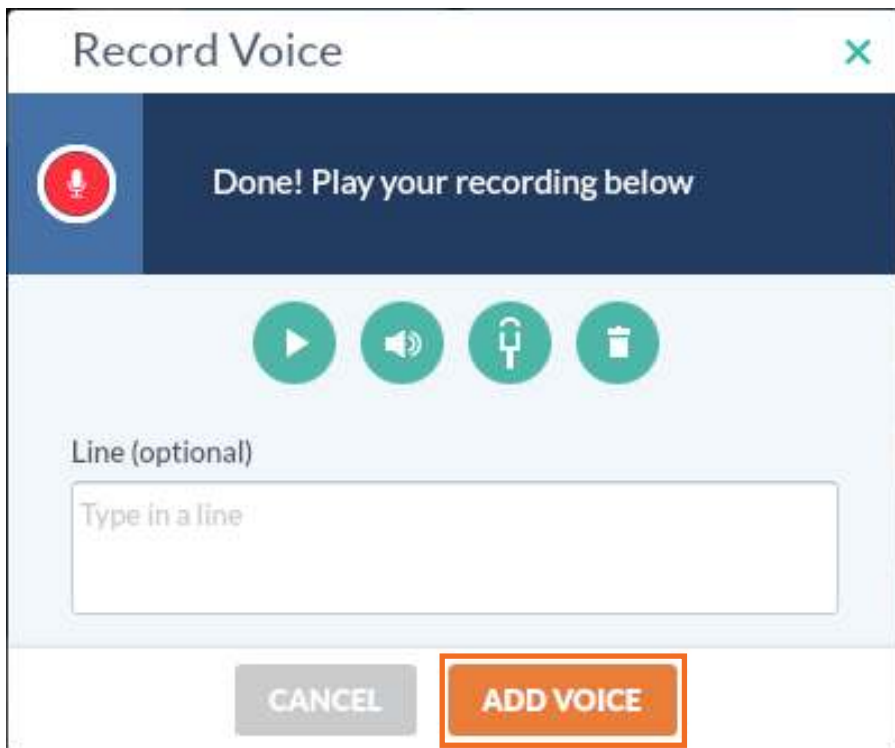 Record Voice
Done! Play your recording below
Line (optional)
Type in a line
CANCEL
ADD VOICE